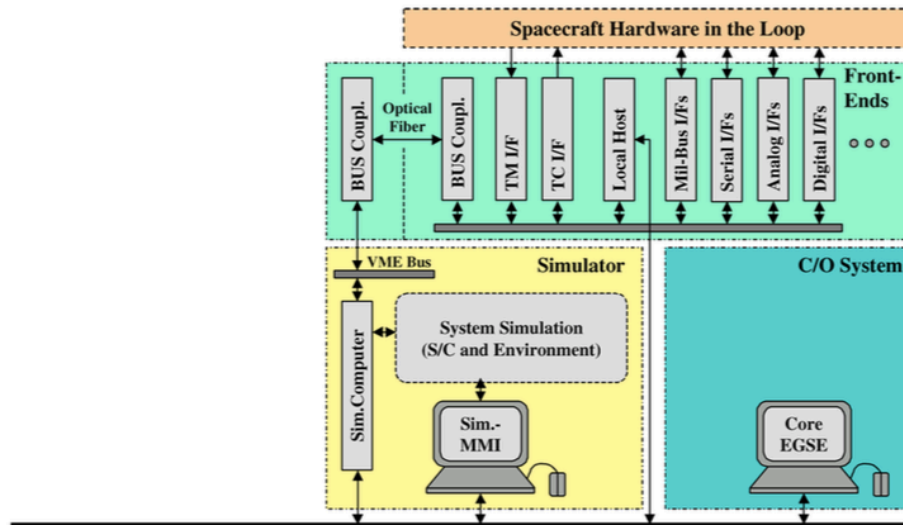 Spacecraft Hardware in the Loop
Front-
Ends
BUS Coupl.
Optical
Fiber
BUS Coupl.
TM I/F
TC I/F
Local Host
Mil-Bus I/Fs
Serial I/Fs
Analog I/Fs
Digital I/Fs
VME Bus
Simulator
C/O System
Sim.Computer
System Simulation
(S/C and Environment)
Sim.-
MMI
Core
EGSE